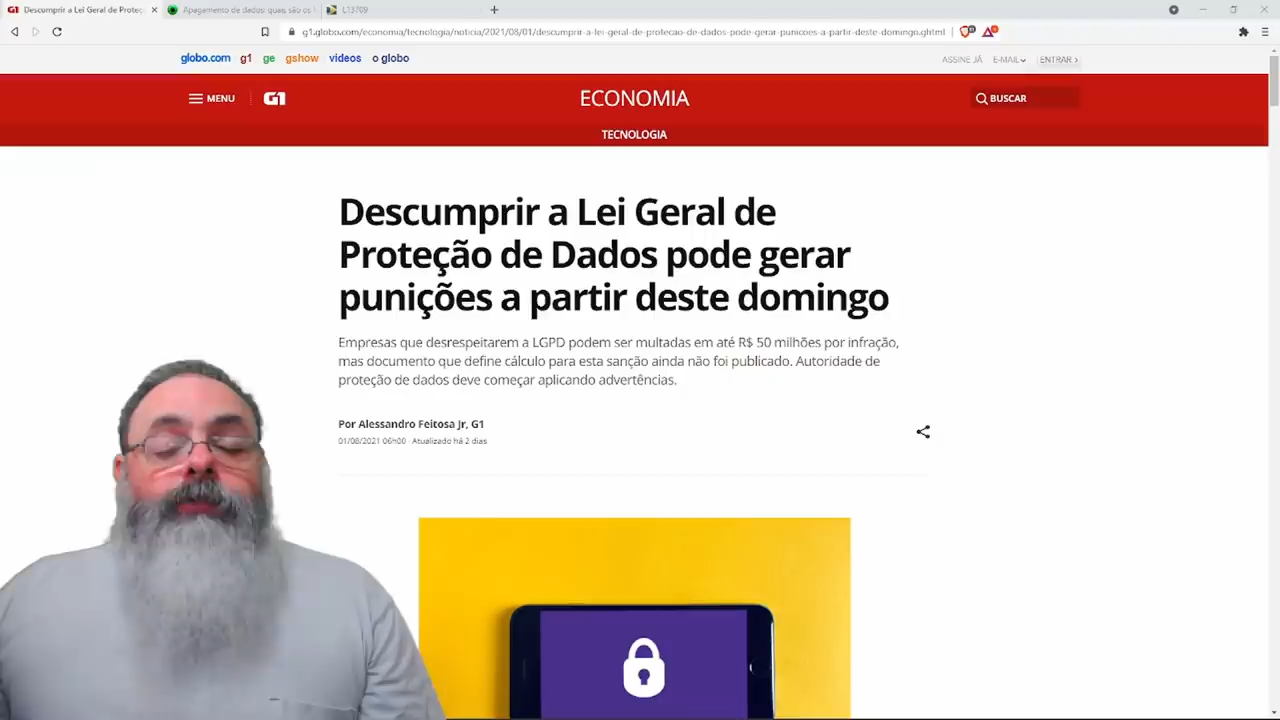 G1 Descumprir a Lei Geral de Proteç
Apagamento de dados: quais são os
L13709
g1.globo.com/economia/tecnologia/noticia/2021/08/01/descumprir-a-lei-geral-de-protecao-de-dados-pode-gerar-punicoes-a-partir-deste-domingo.ghtml
globo.com g1 ge gshow videos o globo
ASSINE JÁ E-MAIL ENTRAR ›
MENU G1 ECONOMIA BUSCAR
TECNOLOGIA
Descumprir a Lei Geral de
Proteção de Dados pode gerar
punições a partir deste domingo
Empresas que desrespeitarem a LGPD podem ser multadas em até R$ 50 milhões por infração,
mas documento que define cálculo para esta sanção ainda não foi publicado. Autoridade de
proteção de dados deve começar aplicando advertências.
Por Alessandro Feitosa Jr, G1
01/08/2021 06h00 · Atualizado há 2 dias